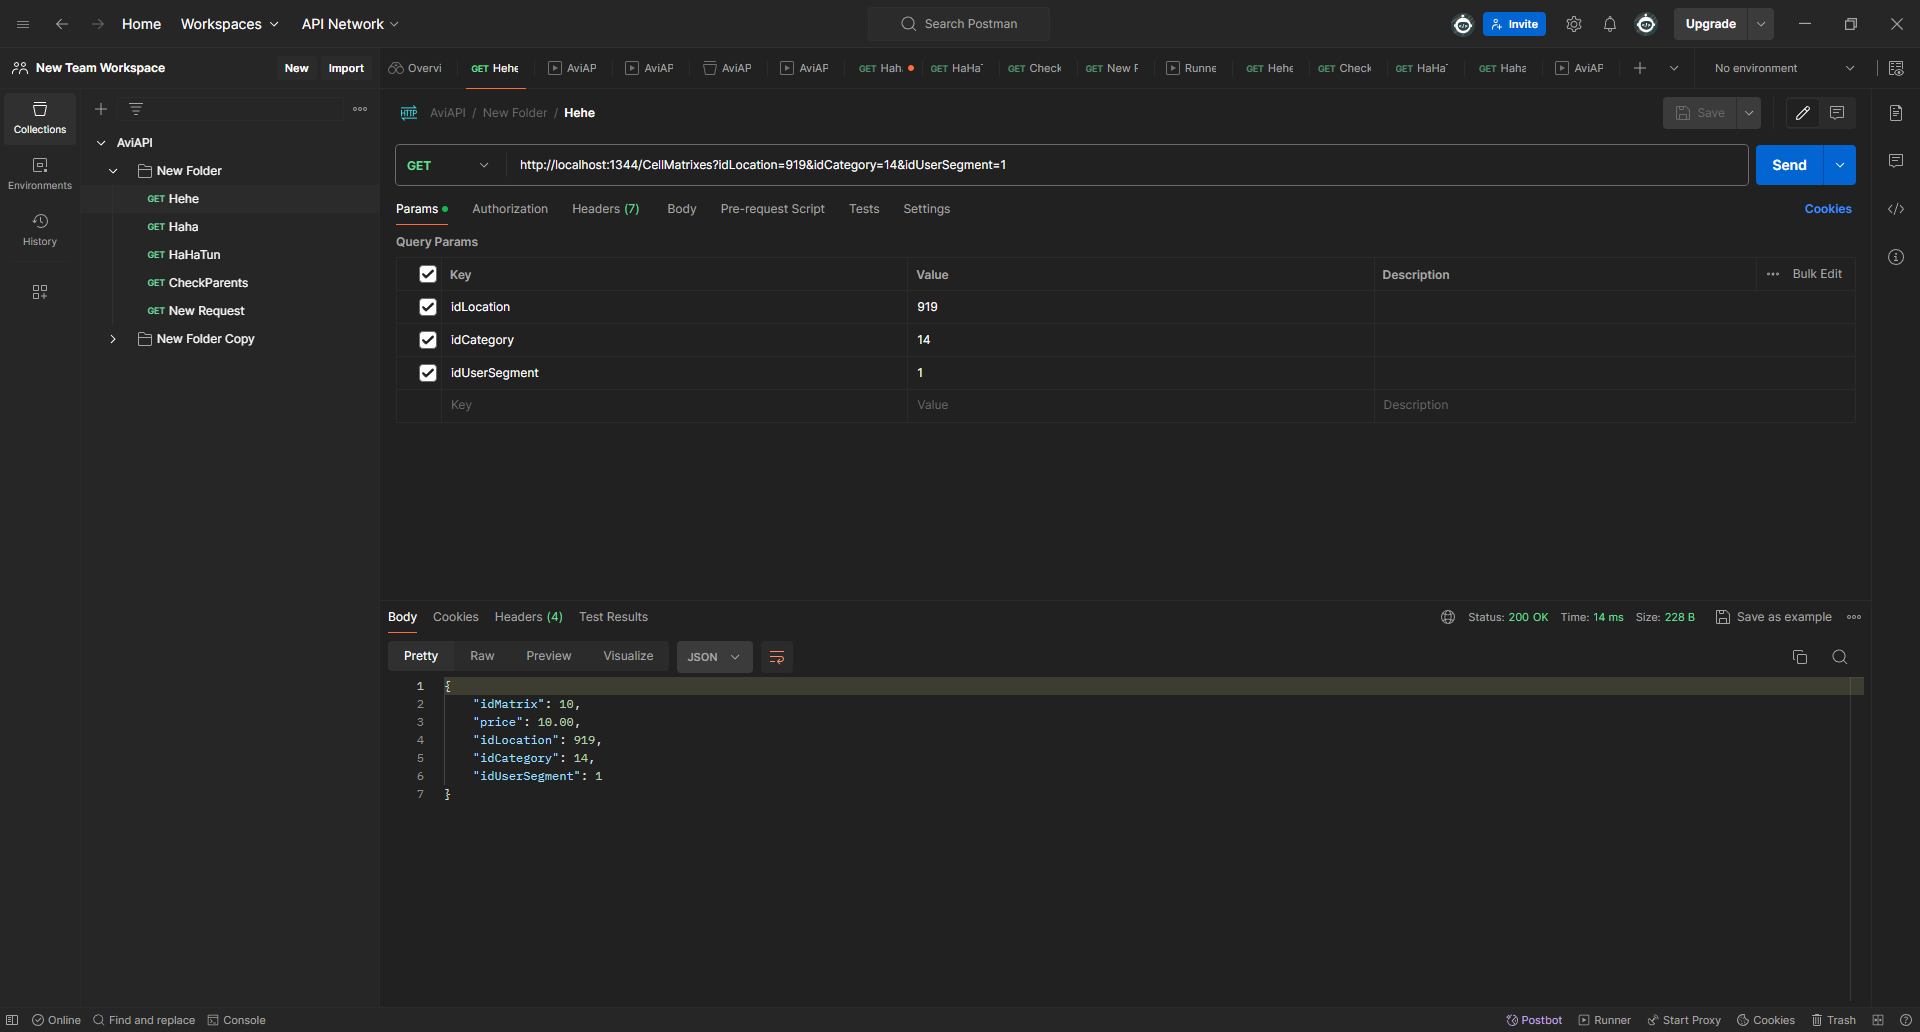 Home Workspaces API Network Search Postman Invite Upgrade
New Team Workspace New Import Overvi GET Hehe AviAP AviAP AviAP AviAP GET Hah. GET HaHa GET Check GET New F Runne GET Hehe GET Check GET HaHa GET Haha AviAP No environment
Collections
Environments
History
AviAPI
New Folder
GET Hehe
GET Haha
GET HaHaTun
GET CheckParents
GET New Request
New Folder Copy
HTTP AviAPI / New Folder / Hehe Save
GET http://localhost:1344/CellMatrixes?idLocation=919&idCategory=14&idUserSegment=1 Send
Params Authorization Headers (7) Body Pre-request Script Tests Settings Cookies
Query Params
Key Value Description Bulk Edit
idLocation 919
idCategory 14
idUserSegment 1
Key Value Description
Body Cookies Headers (4) Test Results Status: 200 OK Time: 14 ms Size: 228 B Save as example
Pretty Raw Preview Visualize JSON
1 {
2 "idMatrix": 10,
3 "price": 10.00,
4 "idLocation": 919,
5 "idCategory": 14,
6 "idUserSegment": 1
7 }
Online Find and replace Console Postbot Runner Start Proxy Cookies Trash